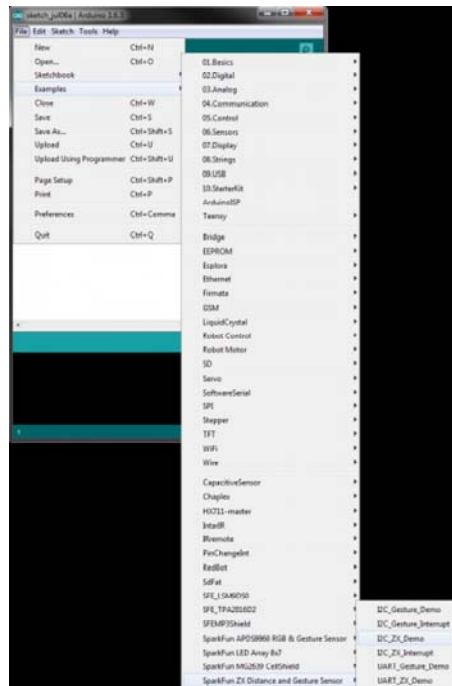 sketch_jul06a | Arduino 1.6.3
File Edit Sketch Tools Help
New Ctrl+N
Open... Ctrl+O
Sketchbook
Examples
Close Ctrl+W
Save Ctrl+S
Save As... Ctrl+Shift+S
Upload Ctrl+U
Upload Using Programmer Ctrl+Shift+U
Page Setup Ctrl+Shift+P
Print Ctrl+P
Preferences Ctrl+Comma
Quit Ctrl+Q
01.Basics
02.Digital
03.Analog
04.Communication
05.Control
06.Sensors
07.Display
08.Strings
09.USB
10.StarterKit
ArduinoISP
Teensy
Bridge
EEPROM
Esplora
Ethernet
Firmata
GSM
LiquidCrystal
Robot Control
Robot Motor
SD
Servo
SoftwareSerial
SPI
Stepper
TFT
WiFi
Wire
CapacitiveSensor
Chaplex
HX711-master
IntadR
IRremote
PinChangeInt
RedBot
SdFat
SFE_LSM9DS0
SFE_TPA2016D2
SFEMP3Shield
SparkFun APDS9960 RGB & Gesture Sensor
SparkFun LED Array 8x7
SparkFun MG2639 CellShield
SparkFun ZX Distance and Gesture Sensor
I2C_Gesture_Demo
I2C_Gesture_Interrupt
I2C_ZX_Demo
I2C_ZX_Interrupt
UART_Gesture_Demo
UART_ZX_Demo